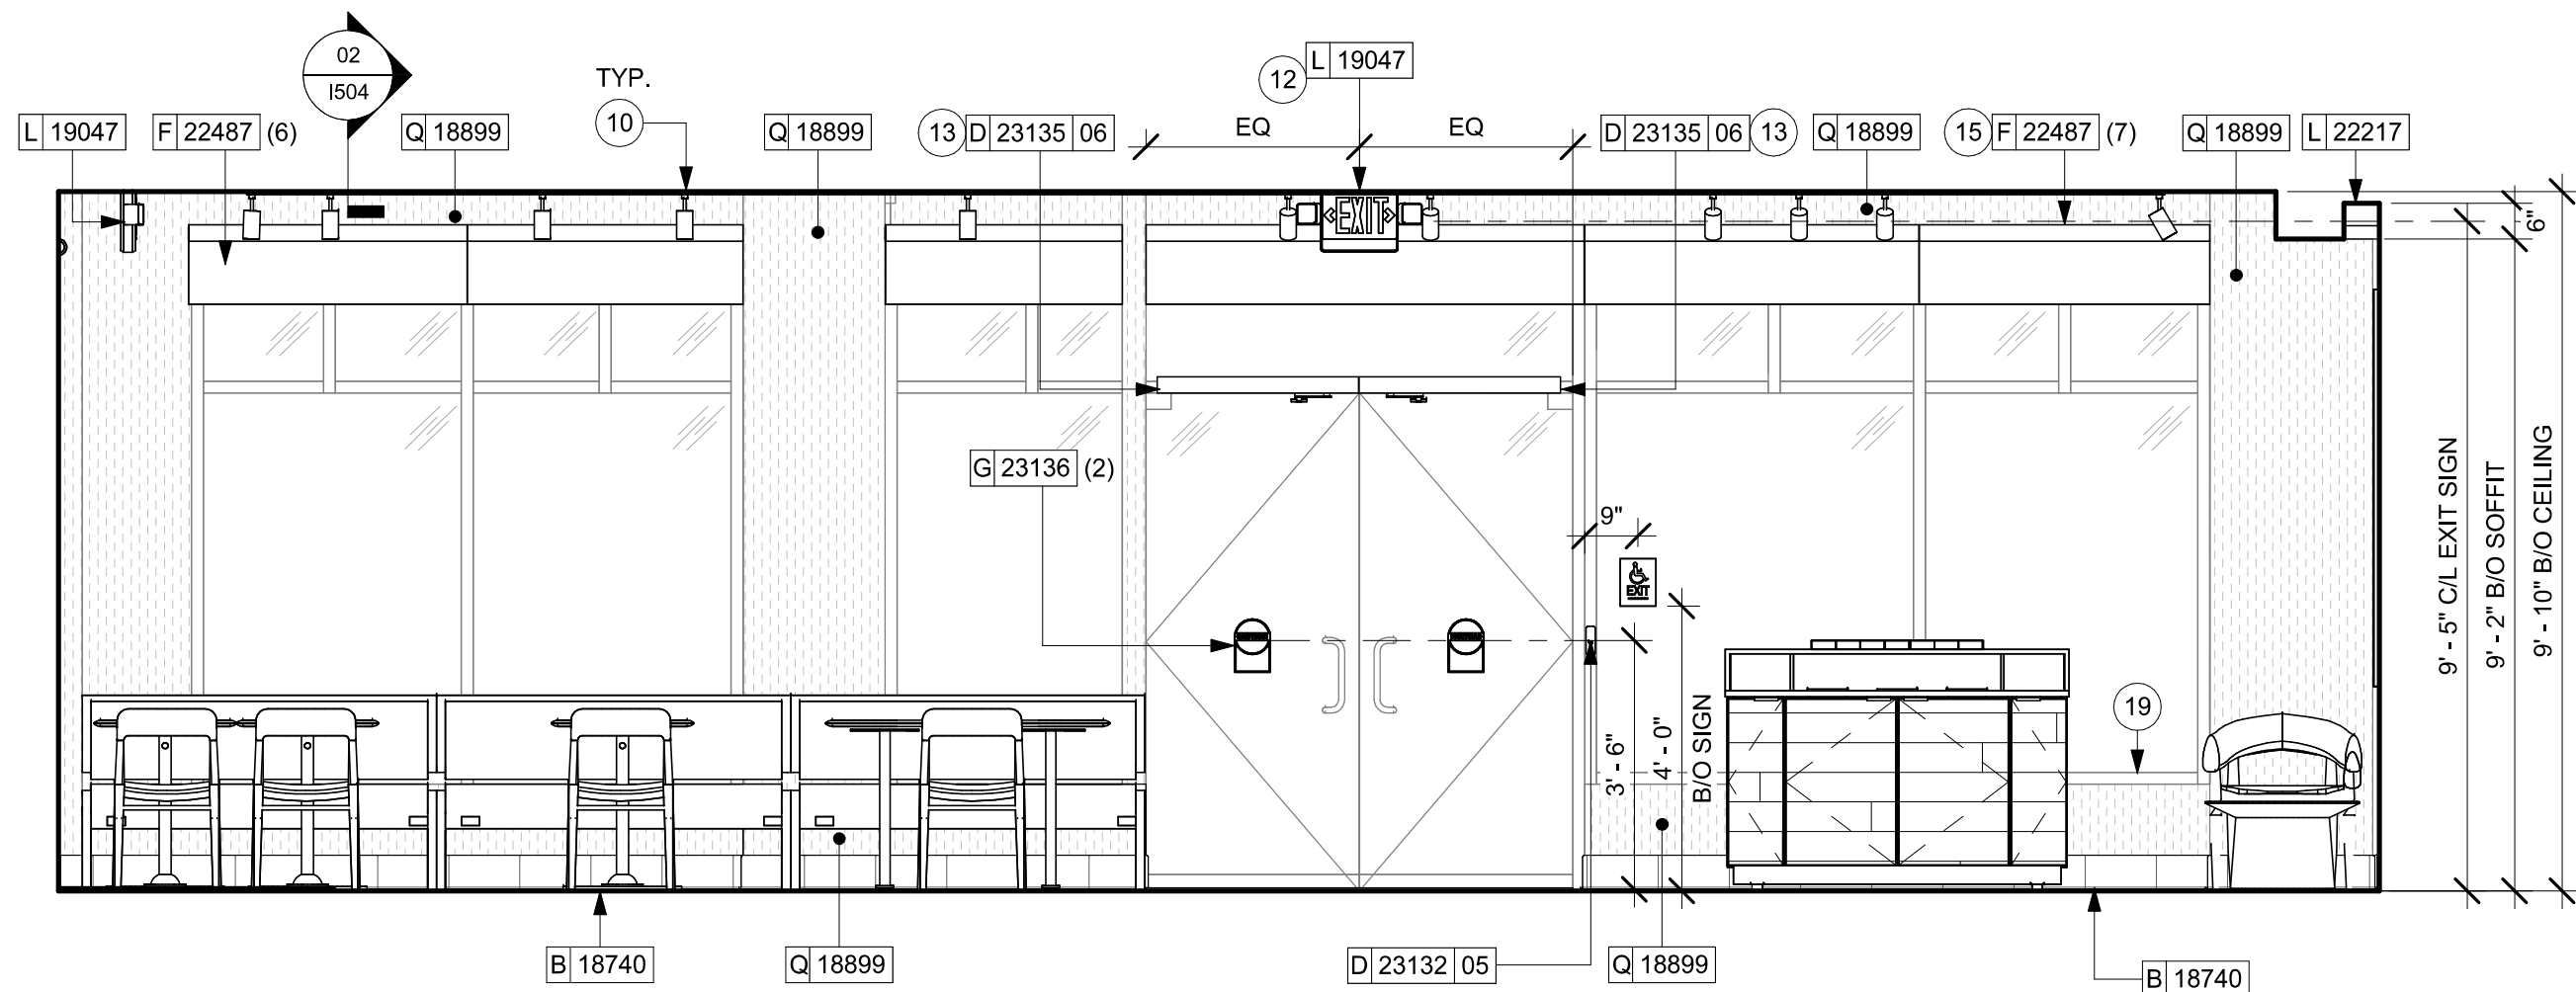 02
I504
TYP.
10
12
L 19047
L 19047
F 22487 (6)
Q 18899
Q 18899
13 D 23135 06
EQ
EQ
D 23135 06 13
Q 18899
15 F 22487 (7)
Q 18899
L 22217
EXIT
6"
G 23136 (2)
9"
EXIT
19
3' - 6"
4' - 0"
B/O SIGN
9' - 5" C/L EXIT SIGN
9' - 2" B/O SOFFIT
9' - 10" B/O CEILING
B 18740
Q 18899
D 23132 05
Q 18899
B 18740